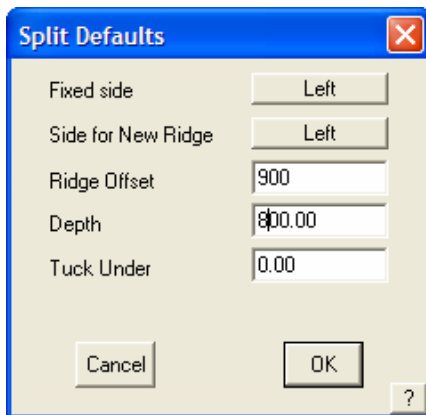 Split Defaults
Fixed side Left
Side for New Ridge Left
Ridge Offset 900
Depth 800.00
Tuck Under 0.00
Cancel OK
?